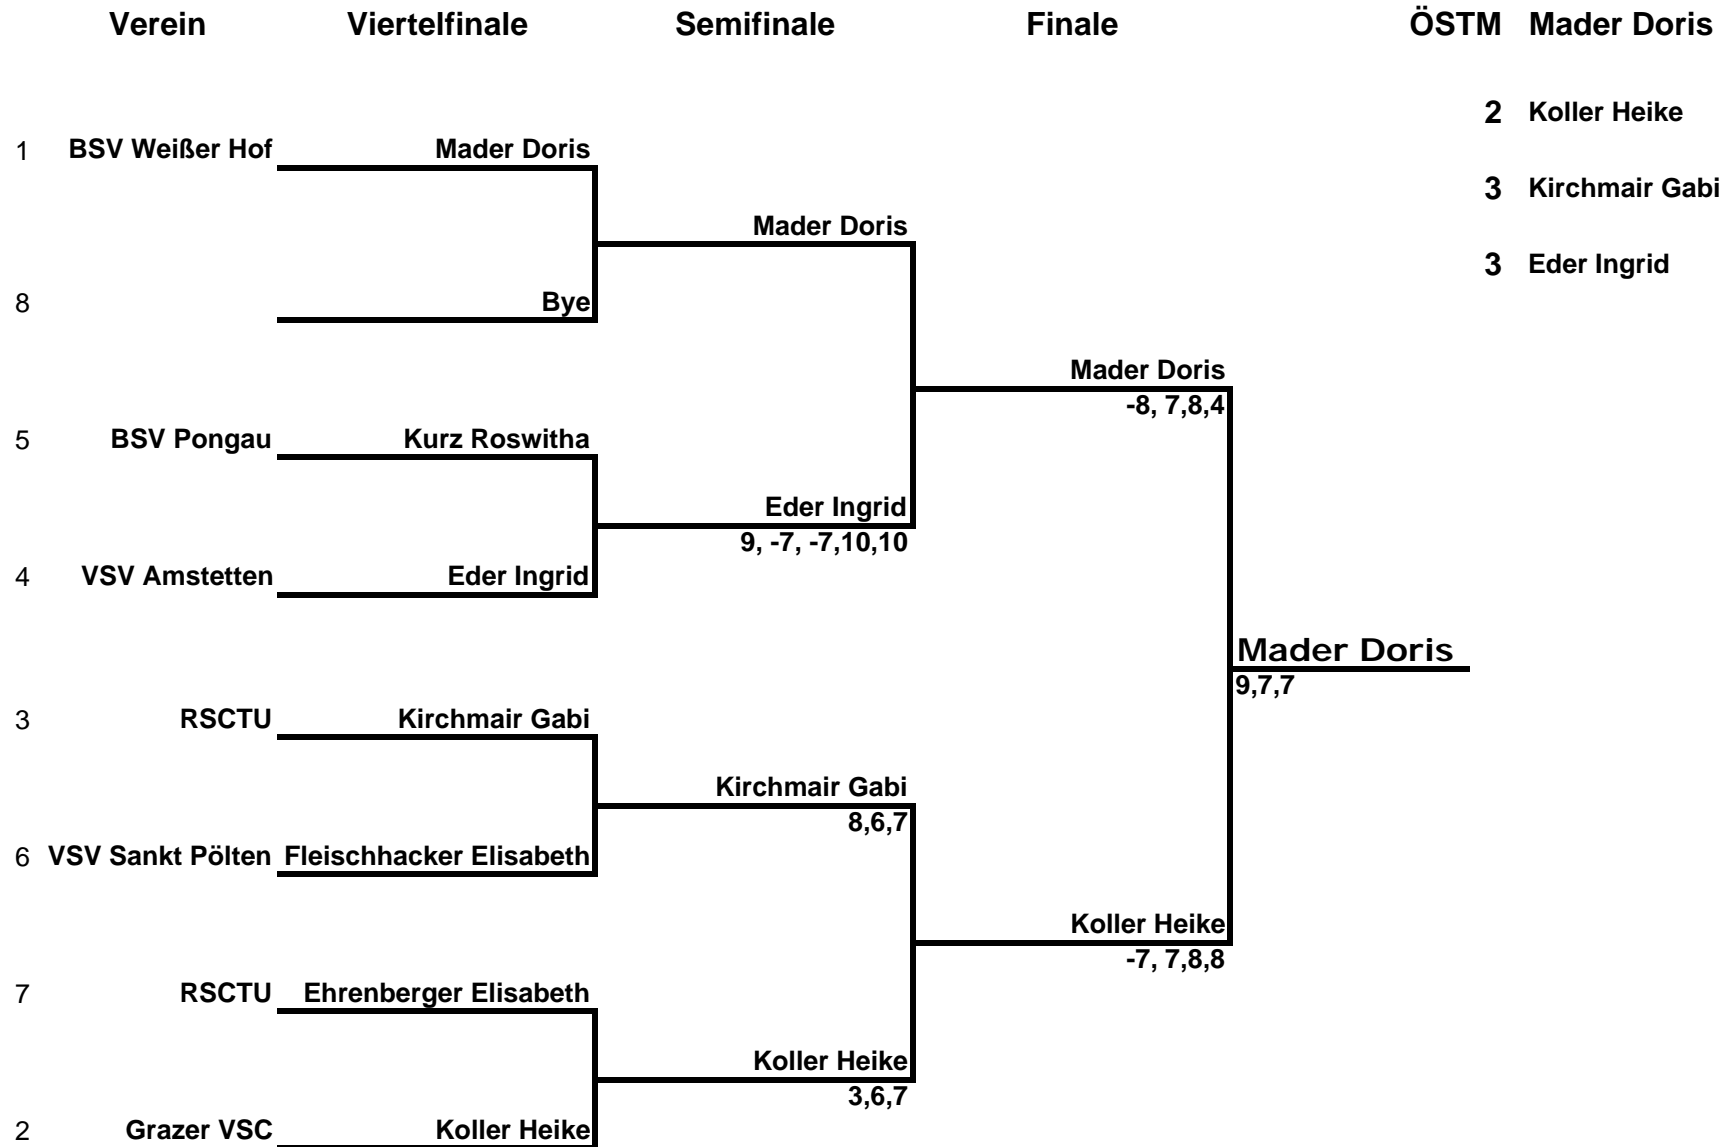 Verein Viertelfinale Semifinale Finale ÖSTM Mader Doris
2 Koller Heike
1 BSV Weißer Hof Mader Doris
3 Kirchmair Gabi
Mader Doris
3 Eder Ingrid
8 Bye
Mader Doris
-8, 7,8,4
5 BSV Pongau Kurz Roswitha
Eder Ingrid
9, -7, -7,10,10
4 VSV Amstetten Eder Ingrid
Mader Doris
9,7,7
3 RSCTU Kirchmair Gabi
Kirchmair Gabi
8,6,7
6 VSV Sankt Pölten Fleischhacker Elisabeth
Koller Heike
-7, 7,8,8
7 RSCTU Ehrenberger Elisabeth
Koller Heike
3,6,7
2 Grazer VSC Koller Heike